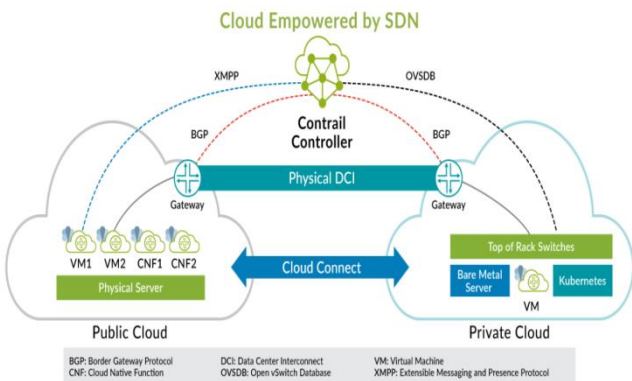 Cloud Empowered by SDN
XMPP
OVSDB
Contrail
Controller
BGP
BGP
Physical DCI
Gateway
Gateway
VM1
VM2
CNF1
CNF2
Physical Server
Cloud Connect
Top of Rack Switches
Bare Metal
Server
VM
Kubernetes
Public Cloud
Private Cloud
BGP: Border Gateway Protocol
DCI: Data Center Interconnect
VM: Virtual Machine
CNF: Cloud Native Function
OVSDB: Open vSwitch Database
XMPP: Extensible Messaging and Presence Protocol